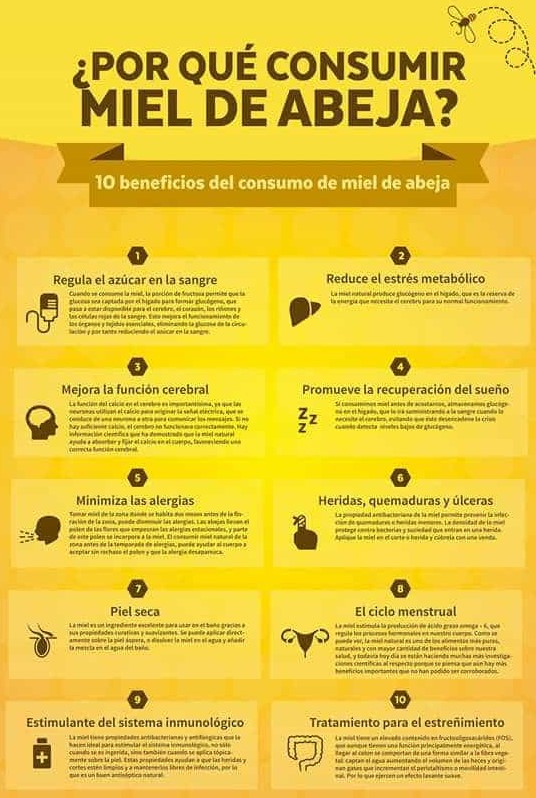 ¿POR QUÉ CONSUMIR
MIEL DE ABEJA?
10 beneficios del consumo de miel de abeja
1
Regula el azúcar en la sangre
Cuando se consume la miel, la porción de fructosa permite que la
glucosa sea captada por el hígado para formar glucógeno, que
pasa a estar disponible para el cerebro, el corazón, los riñones y
las células rojas de la sangre. Esto mejora el funcionamiento de
los órganos y tejidos esenciales, eliminando la glucosa de la circu-
lación y por tanto reduciendo el azúcar en la sangre.
2
Reduce el estrés metabólico
La miel natural produce glucógeno en el hígado, que es la reserva de
la energía que necesita el cerebro para su normal funcionamiento.
3
Mejora la función cerebral
La función del calcio en el cerebro es importantísima, ya que las
neuronas utilizan el calcio para originar la señal eléctrica, que se
conduce de una neurona a otra para comunicar los mensajes. Si no
hay suficiente calcio, el cerebro no funcionara correctamente. Hay
información científica que ha demostrado que la miel natural
ayuda a absorber y fijar el calcio en el cuerpo, favoreciendo una
correcta función cerebral.
4
Promueve la recuperación del sueño
Si consumimos miel antes de acostarnos, almacenamos glucóge-
no en el hígado, que lo irá suministrando a la sangre cuando lo
necesite el cerebro, evitando que éste desencadene la crisis
cuando detecta niveles bajos de glucógeno.
Z
Z
Z
Z
5
Minimiza las alergias
Tomar miel de la zona donde se habita dos meses antes de la flo-
ración de la zona, puede disminuir las alergias. Las abejas llevan el
polen de las flores que empeoran las alergias estacionales, y parte
de este polen se incorpora a la miel. El consumir miel natural de la
zona antes de la temporada de alergias, puede ayudar al cuerpo a
aceptar sin rechazo el polen y que la alergia desaparezca.
6
Heridas, quemaduras y úlceras
La propiedad antibacteriana de la miel permite prevenir la infec-
ción de quemaduras o heridas menores. La densidad de la miel
protege contra bacterias y suciedad que entran en una herida.
Aplique la miel en el corte o herida y cúbrela con una venda.
7
Piel seca
La miel es un ingrediente excelente para usar en el baño gracias a
sus propiedades curativas y suavizantes. Se puede aplicar direct-
amente sobre la piel áspera, o disolver la miel en el agua y añadir
la mezcla en el agua del baño.
8
El ciclo menstrual
La miel estimula la producción de ácido graso omega - 6, que
regula los procesos hormonales en nuestro cuerpo. Como se
puede ver, la miel natural es uno de los alimentos más puros,
naturales y con mayor cantidad de beneficios sobre nuestra
salud, y todavía hoy día se están haciendo muchas más investiga-
ciones científicas al respecto porque se piensa que aún hay más
beneficios importantes que no han podido ser corroborados.
9
Estimulante del sistema inmunológico
La miel tiene propiedades antibacterianas y antifúngicas que la
hacen ideal para estimular el sistema inmunológico, no sólo
cuando se es ingerida, sino también cuando se aplica tópica-
mente sobre la piel. Estas propiedades ayudan a que las heridas y
cortes estén limpios y a mantenerlos libres de infección, por lo
que es un buen antiséptico natural.
10
Tratamiento para el estreñimiento
La miel tiene un elevado contenido en fructooligosacáridos (FOS),
que aunque tienen una función principalmente energética, al
llegar al colon se comportan de una forma similar a la fibra vege-
tal: captan el agua aumentando el volumen de las heces y origi-
nan gases que incrementan el peristaltismo o movilidad intesti-
nal. Por lo que ejercen un efecto laxante suave.